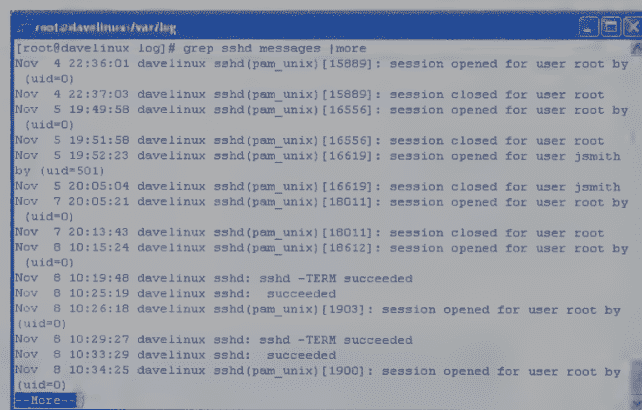 root@davelinux:/var/log
[root@davelinux log]# grep sshd messages |more
Nov  4 22:36:01 davelinux sshd(pam_unix)[15889]: session opened for user root by
 (uid=0)
Nov  4 22:37:03 davelinux sshd(pam_unix)[15889]: session closed for user root
Nov  5 19:49:58 davelinux sshd(pam_unix)[16556]: session opened for user root by
 (uid=0)
Nov  5 19:51:58 davelinux sshd(pam_unix)[16556]: session closed for user root
Nov  5 19:52:23 davelinux sshd(pam_unix)[16619]: session opened for user jsmith
by (uid=501)
Nov  5 20:05:04 davelinux sshd(pam_unix)[16619]: session closed for user jsmith
Nov  7 20:05:21 davelinux sshd(pam_unix)[18011]: session opened for user root by
 (uid=0)
Nov  7 20:13:43 davelinux sshd(pam_unix)[18011]: session closed for user root
Nov  8 10:15:24 davelinux sshd(pam_unix)[18612]: session opened for user root by
 (uid=0)
Nov  8 10:19:48 davelinux sshd: sshd -TERM succeeded
Nov  8 10:25:19 davelinux sshd:  succeeded
Nov  8 10:26:18 davelinux sshd(pam_unix)[1903]: session opened for user root by
(uid=0)
Nov  8 10:29:27 davelinux sshd: sshd -TERM succeeded
Nov  8 10:33:29 davelinux sshd:  succeeded
Nov  8 10:34:25 davelinux sshd(pam_unix)[1900]: session opened for user root by
(uid=0)
--More--